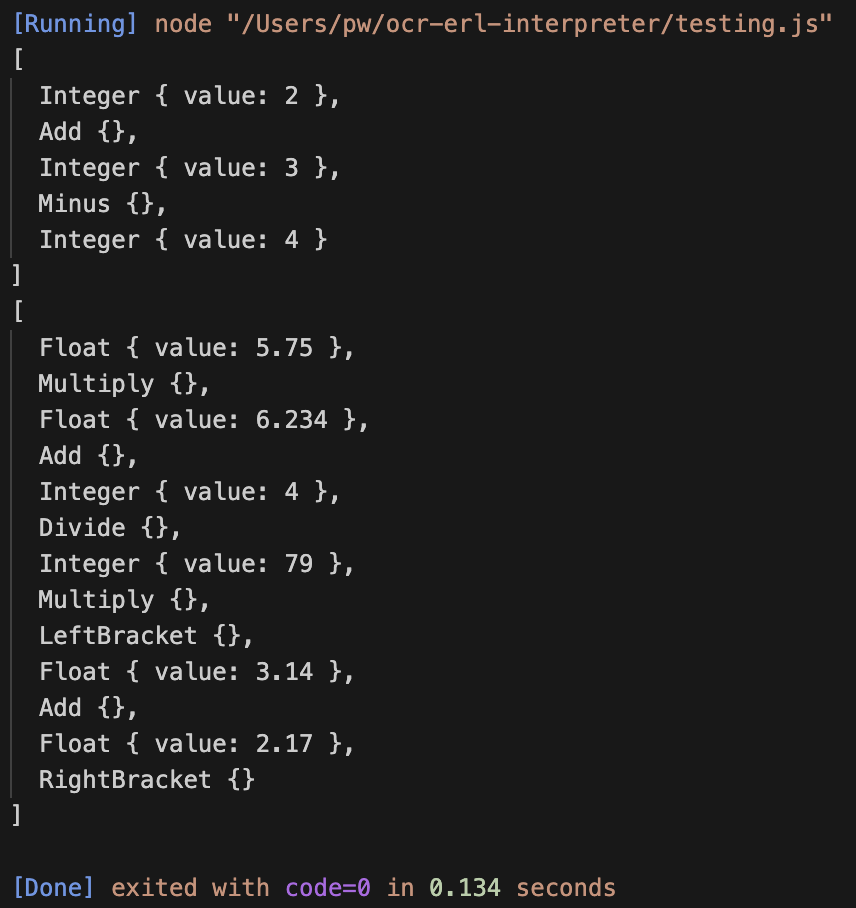 [Running] node "/Users/pw/ocr-erl-interpreter/testing.js"
[
  Integer { value: 2 },
  Add {},
  Integer { value: 3 },
  Minus {},
  Integer { value: 4 }
]
[
  Float { value: 5.75 },
  Multiply {},
  Float { value: 6.234 },
  Add {},
  Integer { value: 4 },
  Divide {},
  Integer { value: 79 },
  Multiply {},
  LeftBracket {},
  Float { value: 3.14 },
  Add {},
  Float { value: 2.17 },
  RightBracket {}
]
[Done] exited with code=0 in 0.134 seconds